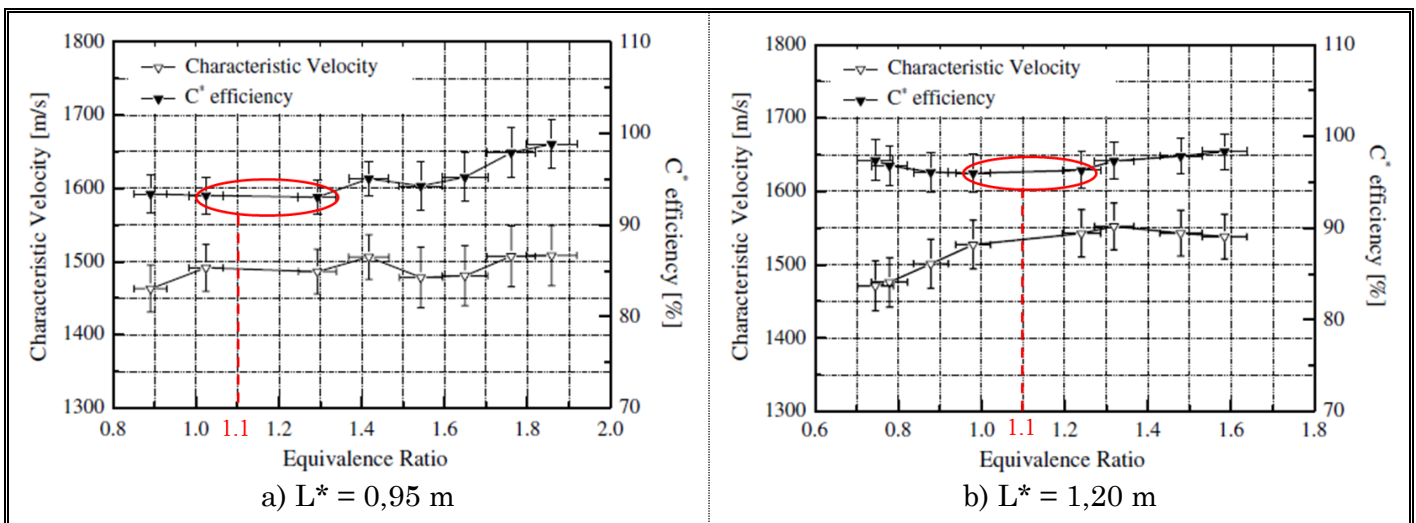 1800
1700
1600
1500
1400
1300
Characteristic Velocity [m/s]
Characteristic Velocity
C* efficiency
110
100
90
80
70
C* efficiency [%]
0.8 1.0 1.1 1.2 1.4 1.6 1.8 2.0
Equivalence Ratio
a) L* = 0,95 m
1800
1700
1600
1500
1400
1300
Characteristic Velocity [m/s]
Characteristic Velocity
C* efficiency
110
100
90
80
70
C* efficiency [%]
0.6 0.8 1.0 1.1 1.2 1.4 1.6 1.8
Equivalence Ratio
b) L* = 1,20 m